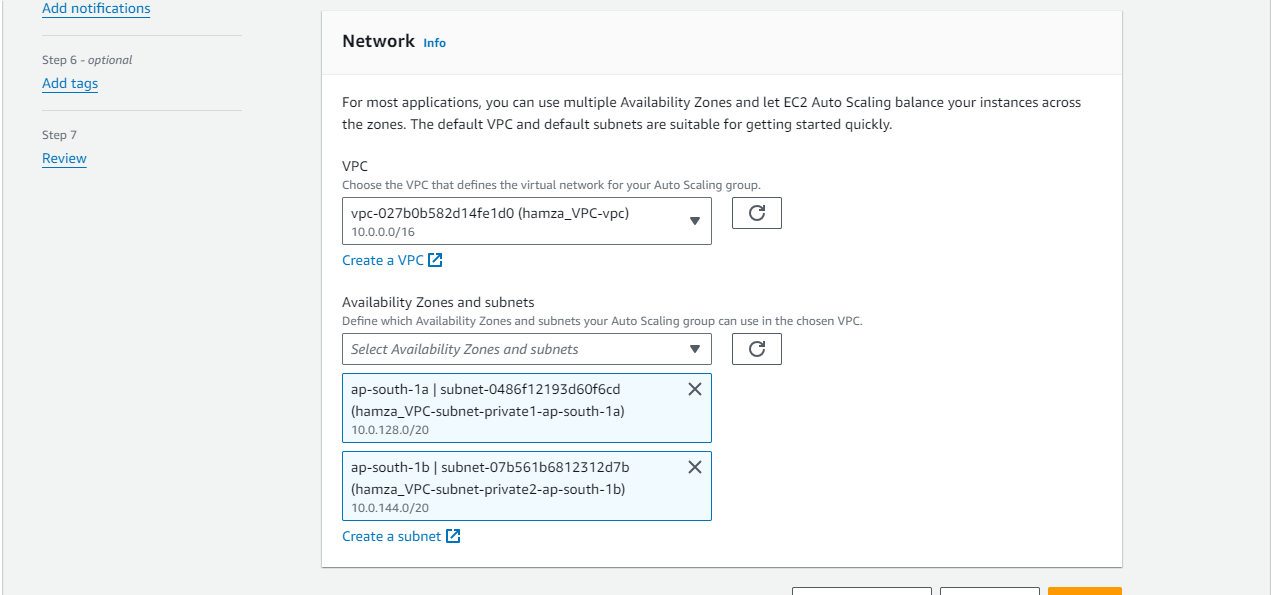 Add notifications
Step 6 - optional
Add tags
Step 7
Review
Network Info
For most applications, you can use multiple Availability Zones and let EC2 Auto Scaling balance your instances across
the zones. The default VPC and default subnets are suitable for getting started quickly.
VPC
Choose the VPC that defines the virtual network for your Auto Scaling group.
vpc-027b0b582d14fe1d0 (hamza_VPC-vpc)
10.0.0.0/16
Create a VPC
Availability Zones and subnets
Define which Availability Zones and subnets your Auto Scaling group can use in the chosen VPC.
Select Availability Zones and subnets
ap-south-1a | subnet-0486f12193d60f6cd
(hamza_VPC-subnet-private1-ap-south-1a)
10.0.128.0/20
ap-south-1b | subnet-07b561b6812312d7b
(hamza_VPC-subnet-private2-ap-south-1b)
10.0.144.0/20
Create a subnet